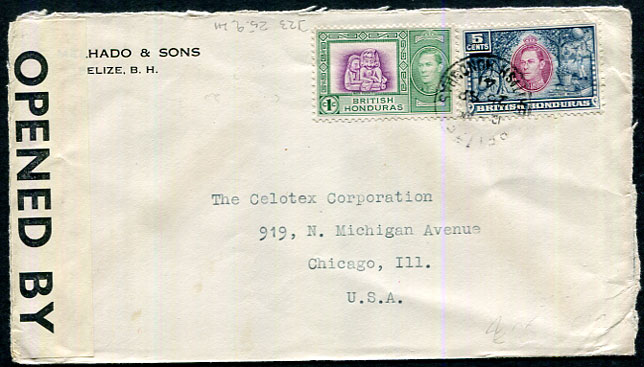 .HADO & SONS
ELIZE, B. H.
OPENED BY
1c
BRITISH
HONDURAS
5
CENTS
BRITISH HONDURAS
The Celotex Corporation
919, N. Michigan Avenue
Chicago, Ill.
U.S.A.